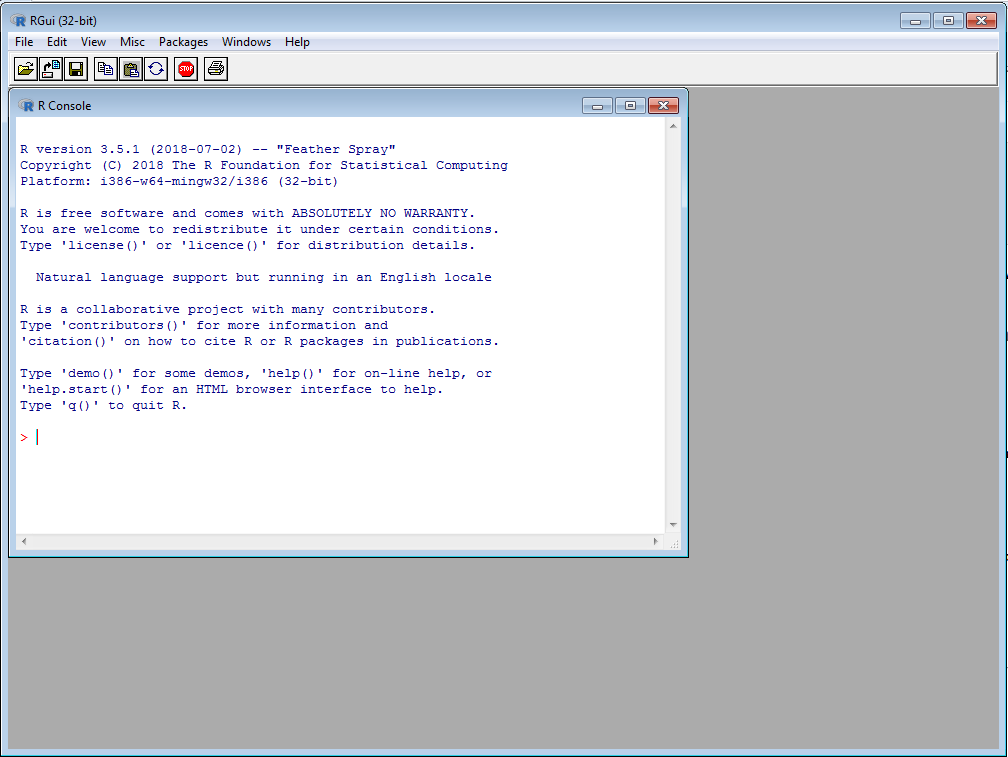 RGui (32-bit)
File Edit View Misc Packages Windows Help
STOP
R Console
R version 3.5.1 (2018-07-02) -- "Feather Spray"
Copyright (C) 2018 The R Foundation for Statistical Computing
Platform: i386-w64-mingw32/i386 (32-bit)
R is free software and comes with ABSOLUTELY NO WARRANTY.
You are welcome to redistribute it under certain conditions.
Type 'license()' or 'licence()' for distribution details.
Natural language support but running in an English locale
R is a collaborative project with many contributors.
Type 'contributors()' for more information and
'citation()' on how to cite R or R packages in publications.
Type 'demo()' for some demos, 'help()' for on-line help, or
'help.start()' for an HTML browser interface to help.
Type 'q()' to quit R.
>